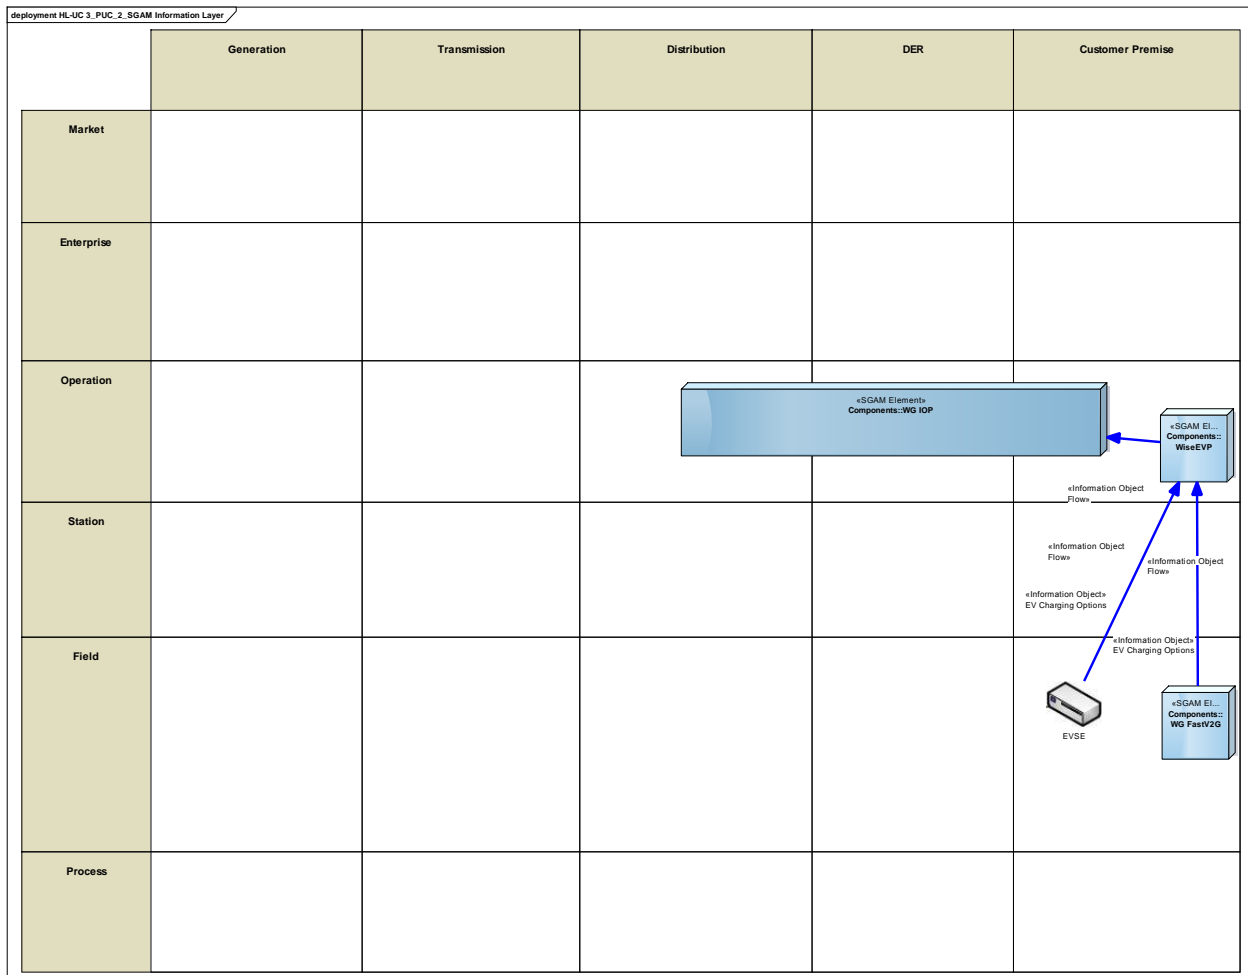 deployment HL-UC 3_PUC_2_SGAM Information Layer
Generation
Transmission
Distribution
DER
Customer Premise
Market
Enterprise
Operation
«SGAM Element»
Components::WG IOP
«SGAM El...
Components::
WiseEVP
«Information Object
Flow»
Station
«Information Object
Flow»
«Information Object
Flow»
«Information Object»
EV Charging Options
Field
«Information Object»
EV Charging Options
EVSE
«SGAM El...
Components::
WG FastV2G
Process